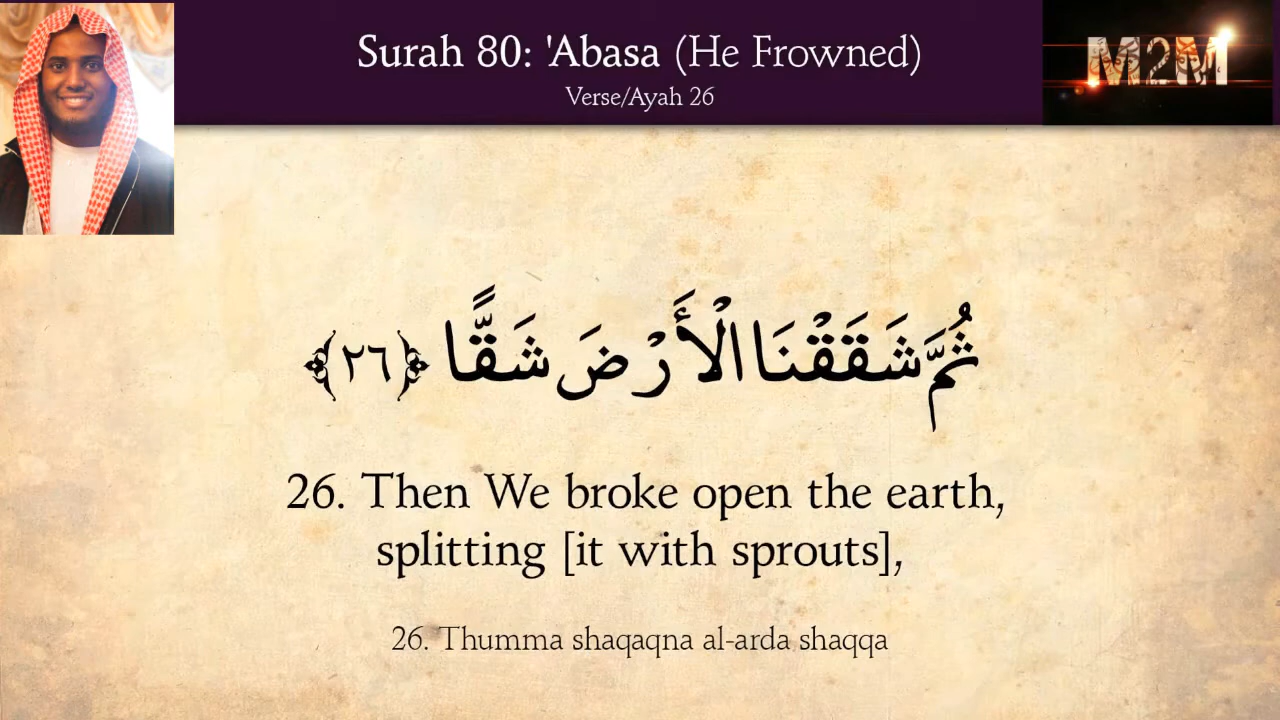 Surah 80: 'Abasa (He Frowned)
Verse/Ayah 26
M2M
ثُمَّ شَقَقْنَا الْأَرْضَ شَقًّا ﴿٢٦﴾
26. Then We broke open the earth,
splitting [it with sprouts],
26. Thumma shaqaqna al-arda shaqqa